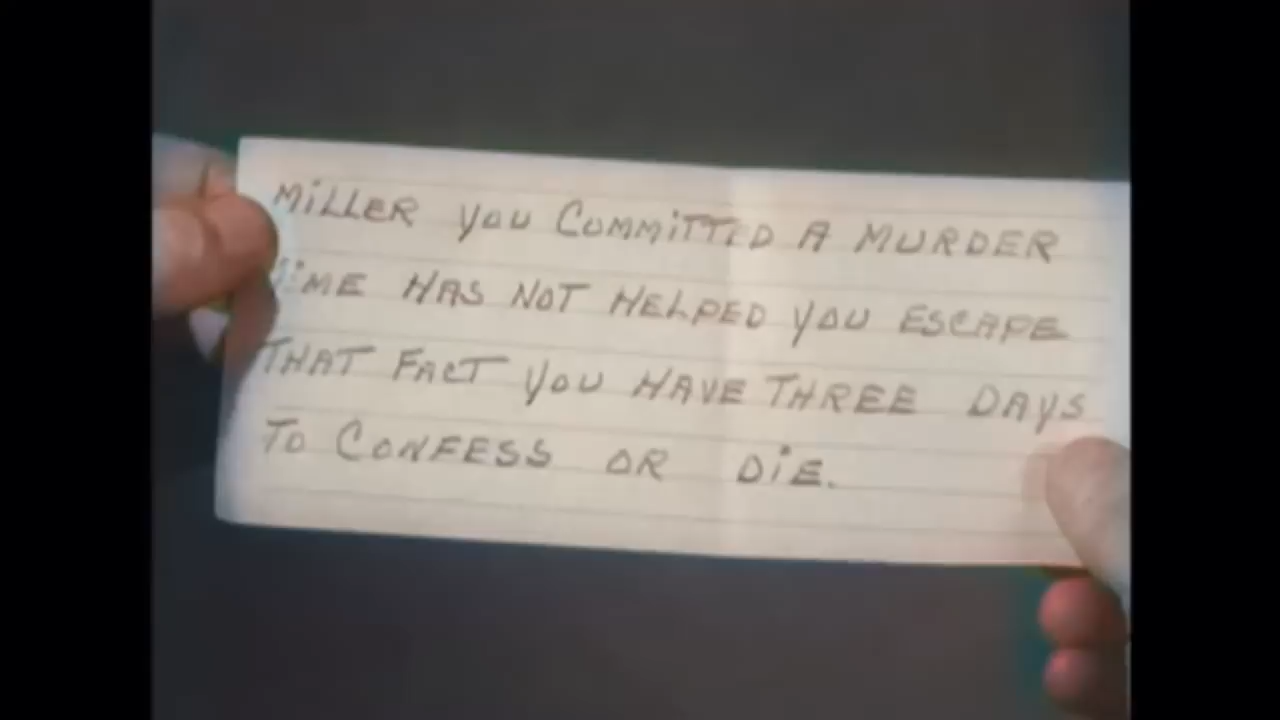 MiLLER YOU COMMiTTED A MURDER
TiME HAS NOT HELPED YOU ESCAPE
THAT FACT YOU HAVE THREE DAYS
TO CONFESS OR DiE.